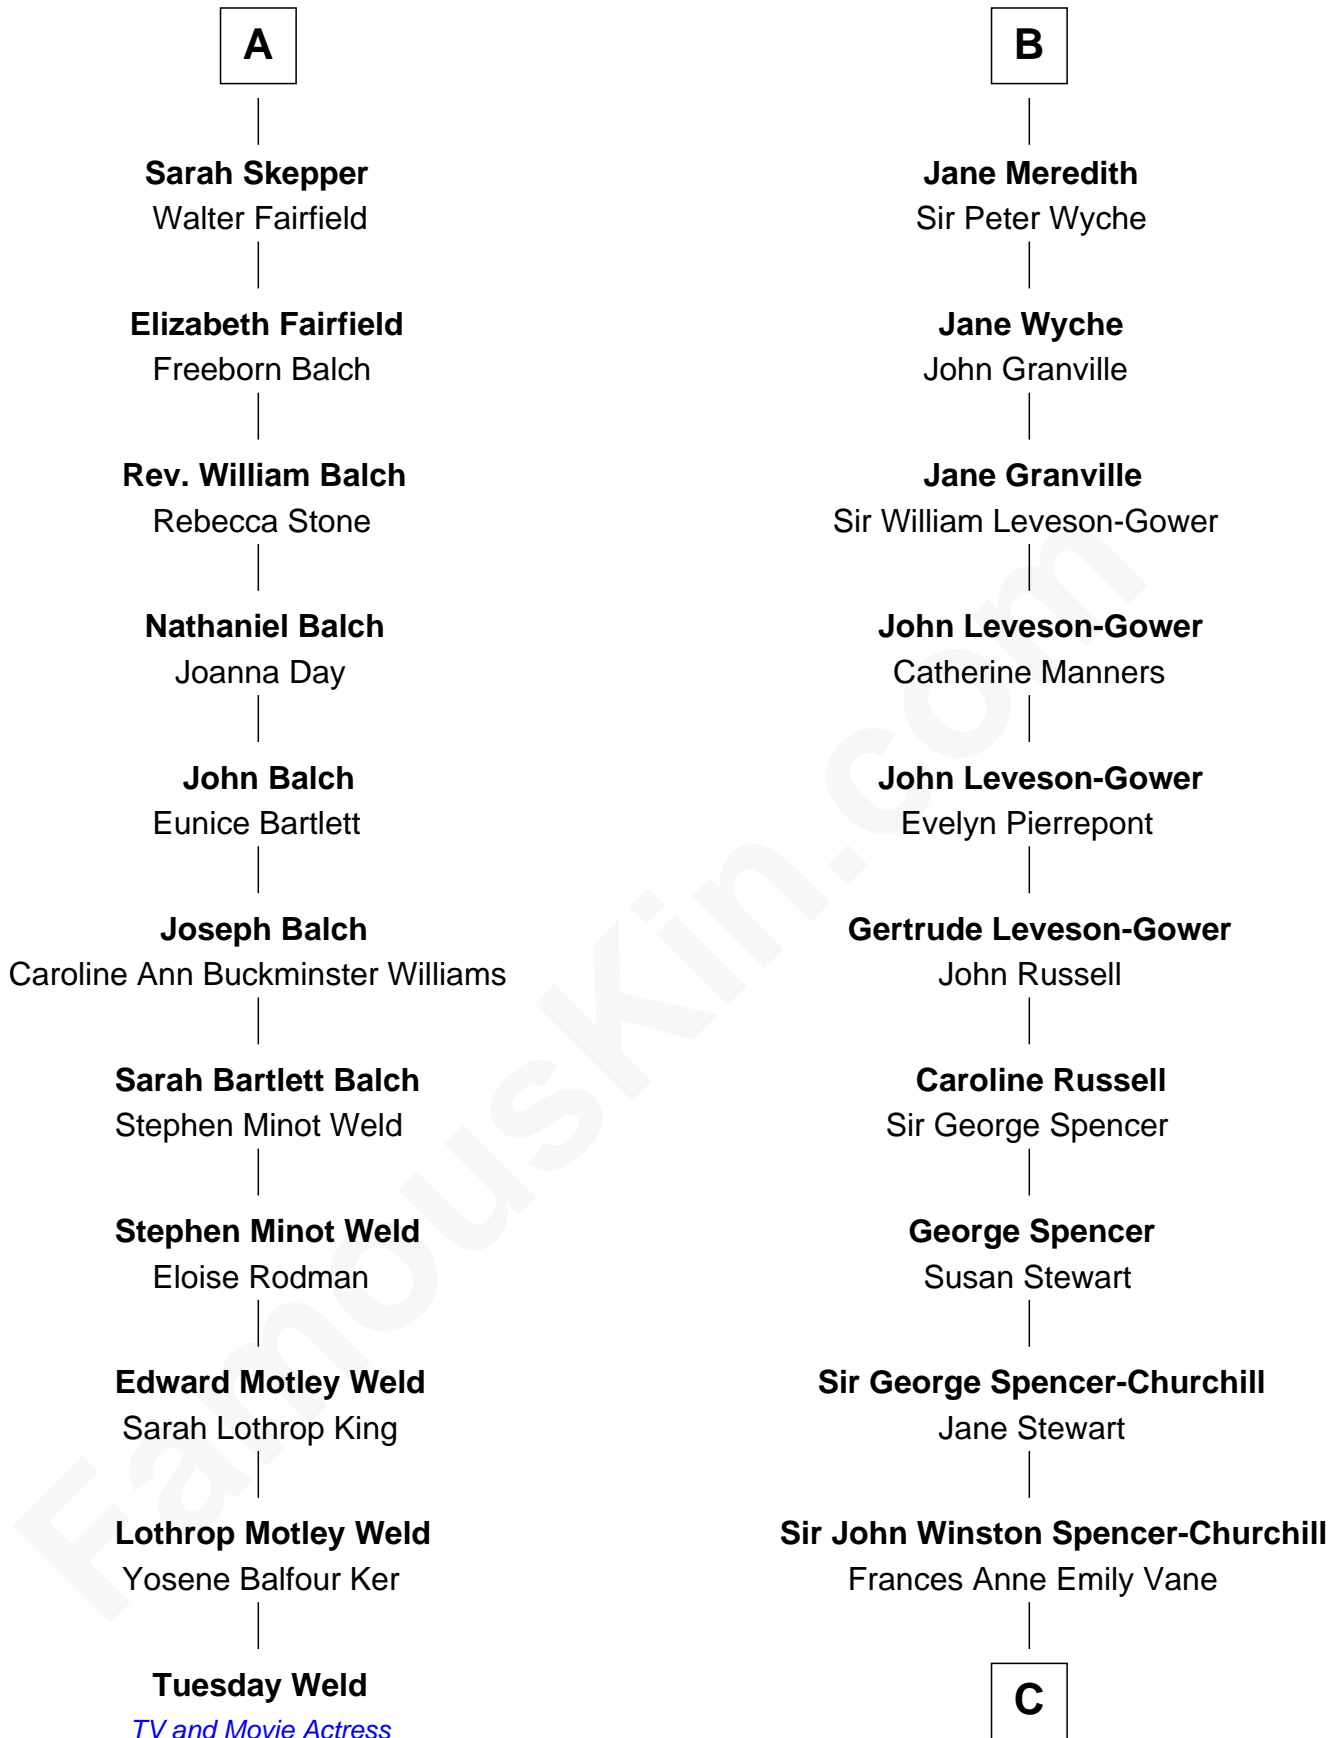 A
Sarah Skepper
Walter Fairfield
Elizabeth Fairfield
Freeborn Balch
Rev. William Balch
Rebecca Stone
Nathaniel Balch
Joanna Day
John Balch
Eunice Bartlett
Joseph Balch
Caroline Ann Buckminster Williams
Sarah Bartlett Balch
Stephen Minot Weld
Stephen Minot Weld
Eloise Rodman
Edward Motley Weld
Sarah Lothrop King
Lothrop Motley Weld
Yosene Balfour Ker
Tuesday Weld
TV and Movie Actress
B
Jane Meredith
Sir Peter Wyche
Jane Wyche
John Granville
Jane Granville
Sir William Leveson-Gower
John Leveson-Gower
Catherine Manners
John Leveson-Gower
Evelyn Pierrepont
Gertrude Leveson-Gower
John Russell
Caroline Russell
Sir George Spencer
George Spencer
Susan Stewart
Sir George Spencer-Churchill
Jane Stewart
Sir John Winston Spencer-Churchill
Frances Anne Emily Vane
C
FamousKin.com